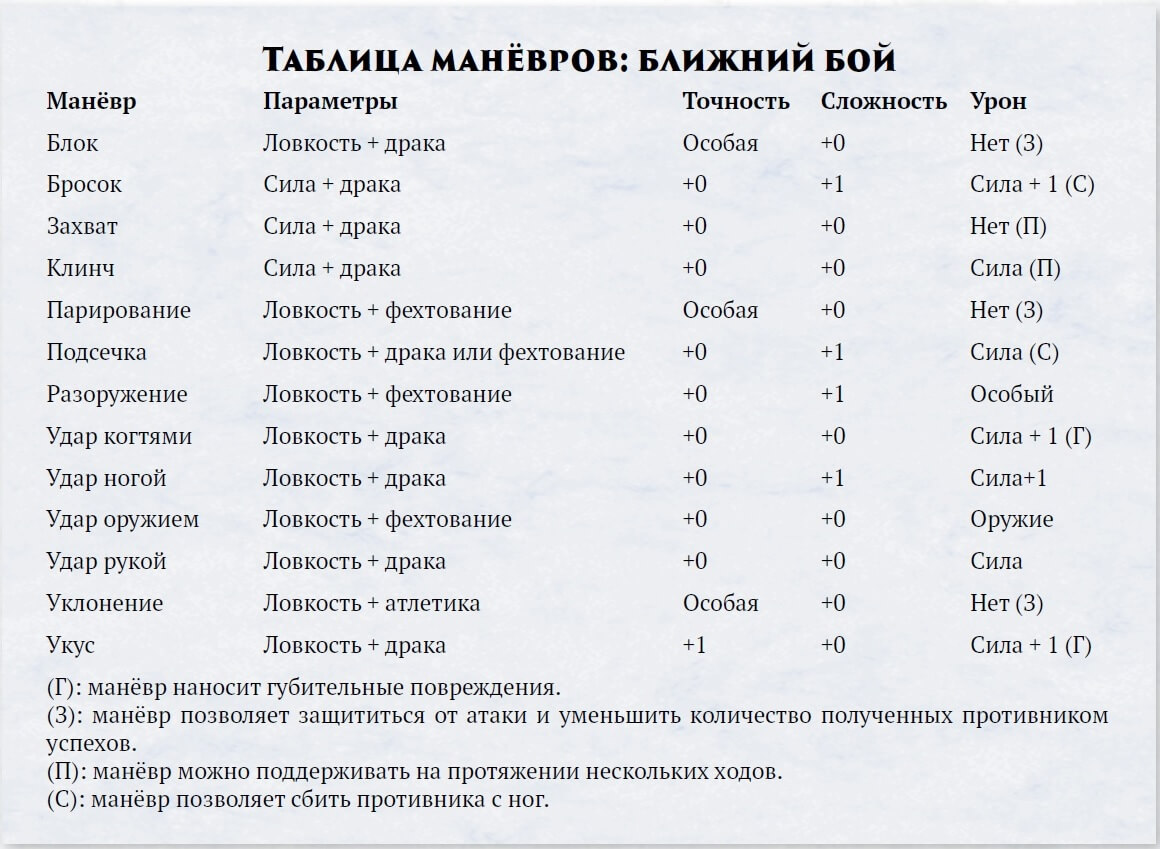 Таблица манёвров: ближний бой
Манёвр Параметры Точность Сложность Урон
Блок Ловкость + драка Особая +0 Нет (З)
Бросок Сила + драка +0 +1 Сила + 1 (С)
Захват Сила + драка +0 +0 Нет (П)
Клинч Сила + драка +0 +0 Сила (П)
Парирование Ловкость + фехтование Особая +0 Нет (З)
Подсечка Ловкость + драка или фехтование +0 +1 Сила (С)
Разоружение Ловкость + фехтование +0 +1 Особый
Удар когтями Ловкость + драка +0 +0 Сила + 1 (Г)
Удар ногой Ловкость + драка +0 +1 Сила+1
Удар оружием Ловкость + фехтование +0 +0 Оружие
Удар рукой Ловкость + драка +0 +0 Сила
Уклонение Ловкость + атлетика Особая +0 Нет (З)
Укус Ловкость + драка +1 +0 Сила + 1 (Г)
(Г): манёвр наносит губительные повреждения.
(З): манёвр позволяет защититься от атаки и уменьшить количество полученных противником
успехов.
(П): манёвр можно поддерживать на протяжении нескольких ходов.
(С): манёвр позволяет сбить противника с ног.